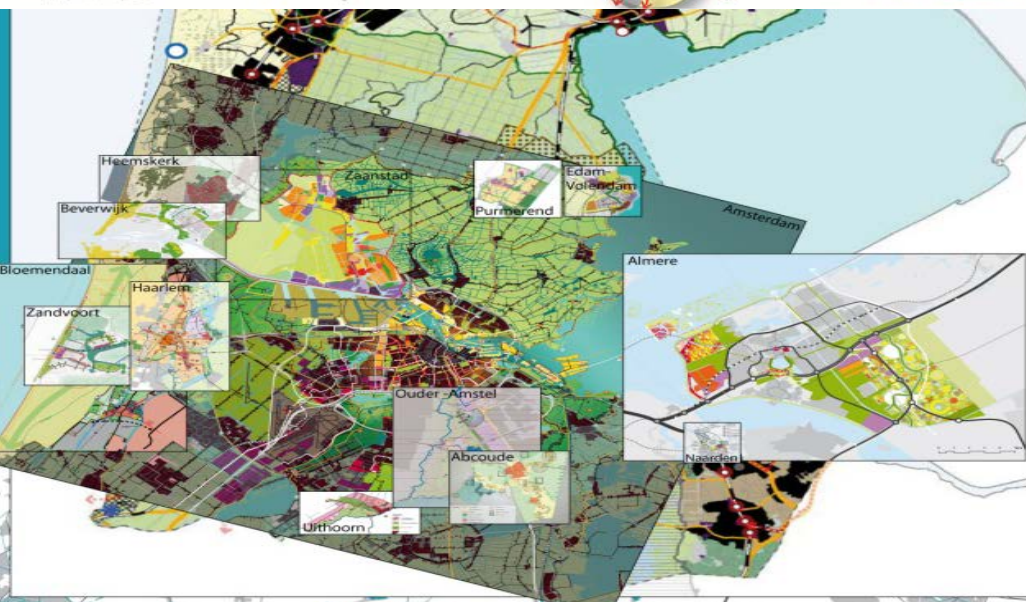 Heemskerk
Zaanstad
Edam-
Volendam
Purmerend
Beverwijk
Amsterdam
Almere
Bloemendaal
Haarlem
Zandvoort
Ouder -Amstel
Abcoude
Naarden
Uithoorn